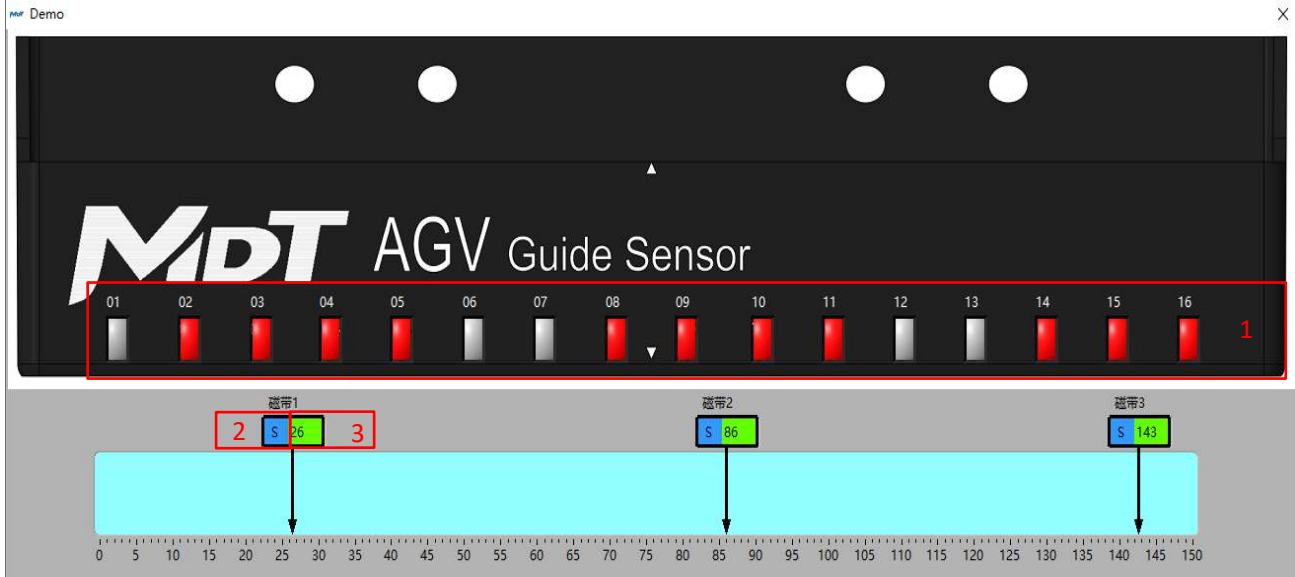 MDT Demo
X
MDT AGV Guide Sensor
01 02 03 04 05 06 07 08 09 10 11 12 13 14 15 16
1
磁带1 磁带2 磁带3
2 S 26 3 S 86 S 143
0 5 10 15 20 25 30 35 40 45 50 55 60 65 70 75 80 85 90 95 100 105 110 115 120 125 130 135 140 145 150